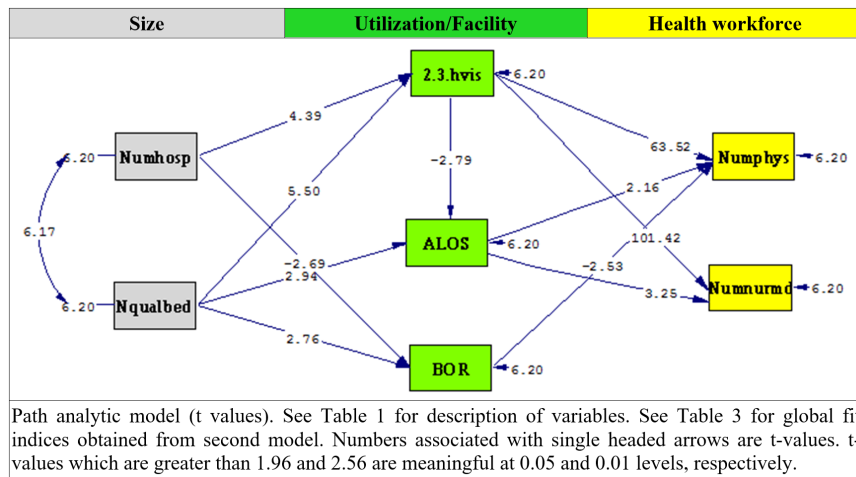 Size Utilization/Facility Health workforce
2.3.hvis 6.20
4.39
6.20 Numhosp
-2.79
63.52
Numphys 6.20
5.50
2.16
6.17
ALOS 6.20
101.42
-2.69
2.94
-2.53
6.20 Nqualbed
3.25
Numnurmd 6.20
2.76
BOR 6.20
Path analytic model (t values). See Table 1 for description of variables. See Table 3 for global fit
indices obtained from second model. Numbers associated with single headed arrows are t-values. t-
values which are greater than 1.96 and 2.56 are meaningful at 0.05 and 0.01 levels, respectively.